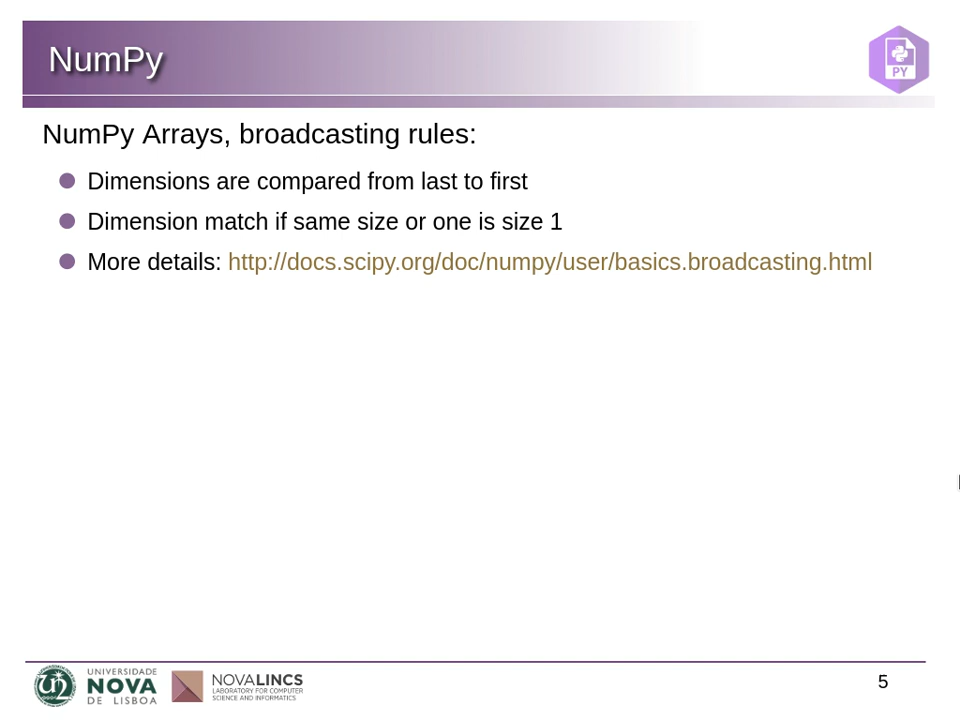 NumPy
PY
NumPy Arrays, broadcasting rules:
Dimensions are compared from last to first
Dimension match if same size or one is size 1
More details: http://docs.scipy.org/doc/numpy/user/basics.broadcasting.html
UNIVERSIDADE
NOVA
DE LISBOA
NOVALINCS
LABORATORY FOR COMPUTER
SCIENCE AND INFORMATICS
5